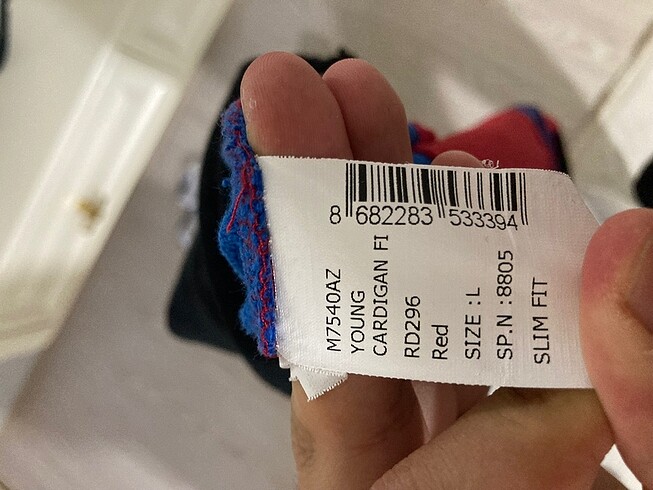 8 682283 533394
M7540AZ
YOUNG
CARDIGAN FI
RD296
Red
SIZE : L
SP.N : 8805
SLIM FIT